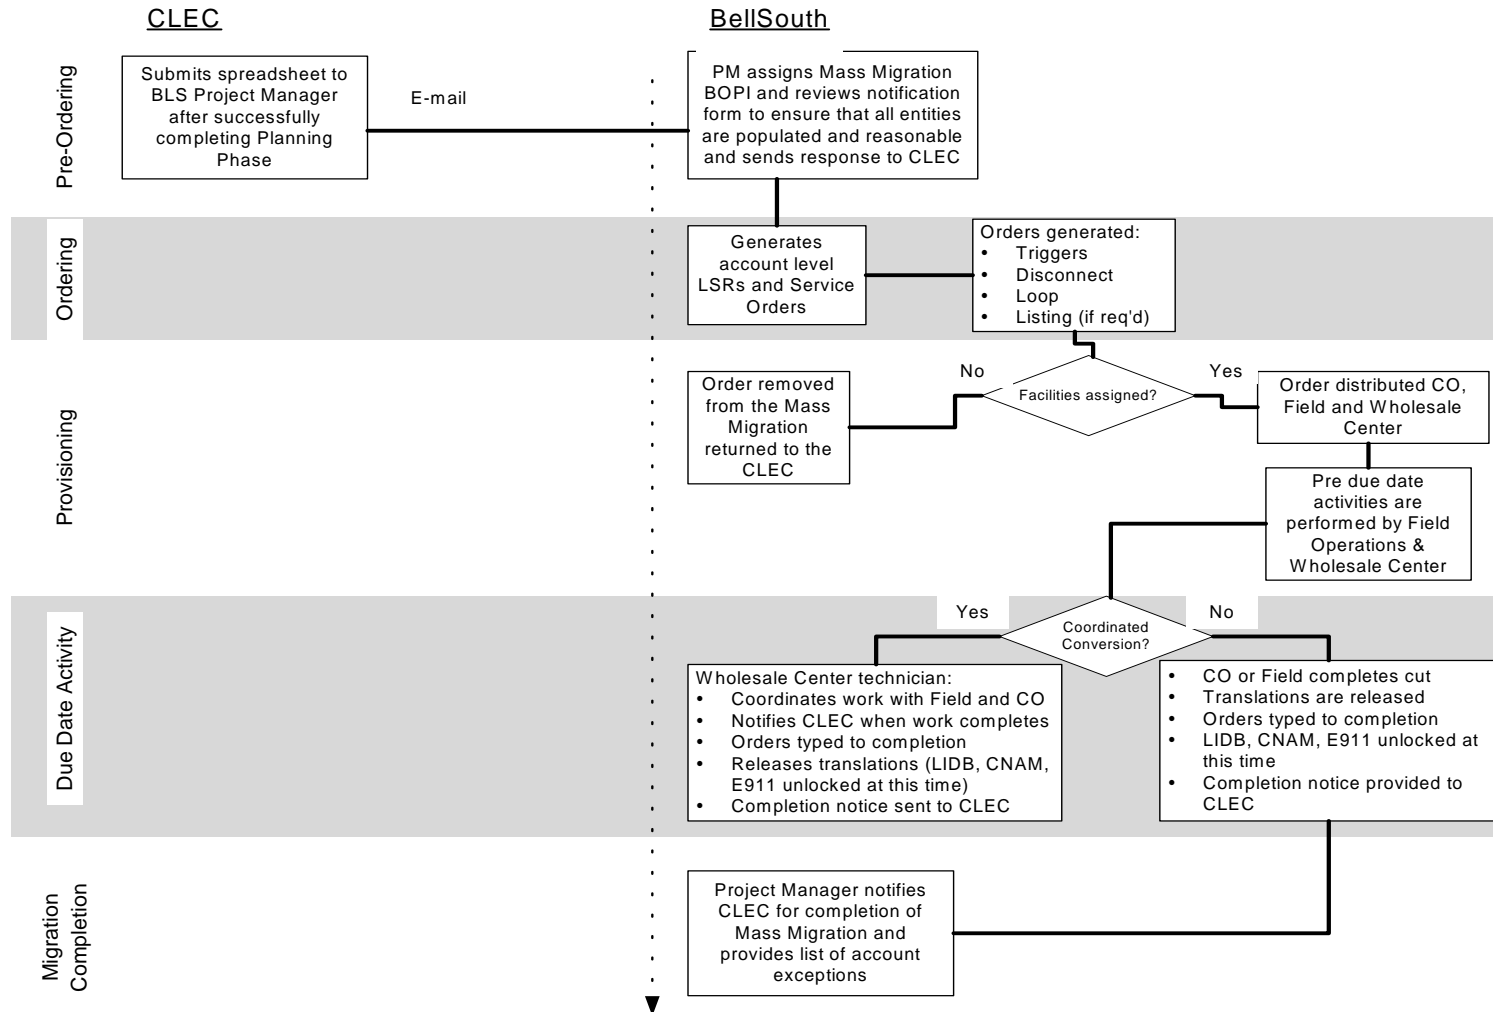 CLEC
BellSouth
Pre-Ordering
Submits spreadsheet to
BLS Project Manager
after successfully
completing Planning
Phase
E-mail
PM assigns Mass Migration
BOPI and reviews notification
form to ensure that all entities
are populated and reasonable
and sends response to CLEC
Ordering
Generates
account level
LSRs and Service
Orders
Orders generated:
• Triggers
• Disconnect
• Loop
• Listing (if req'd)
Provisioning
Order removed
from the Mass
Migration
returned to the
CLEC
No
Facilities assigned?
Yes
Order distributed CO,
Field and Wholesale
Center
Pre due date
activities are
performed by Field
Operations &
Wholesale Center
Due Date Activity
Yes
Coordinated
Conversion?
No
Wholesale Center technician:
• Coordinates work with Field and CO
• Notifies CLEC when work completes
• Orders typed to completion
• Releases translations (LIDB, CNAM,
E911 unlocked at this time)
• Completion notice sent to CLEC
• CO or Field completes cut
• Translations are released
• Orders typed to completion
• LIDB, CNAM, E911 unlocked at
this time
• Completion notice provided to
CLEC
Migration
Completion
Project Manager notifies
CLEC for completion of
Mass Migration and
provides list of account
exceptions